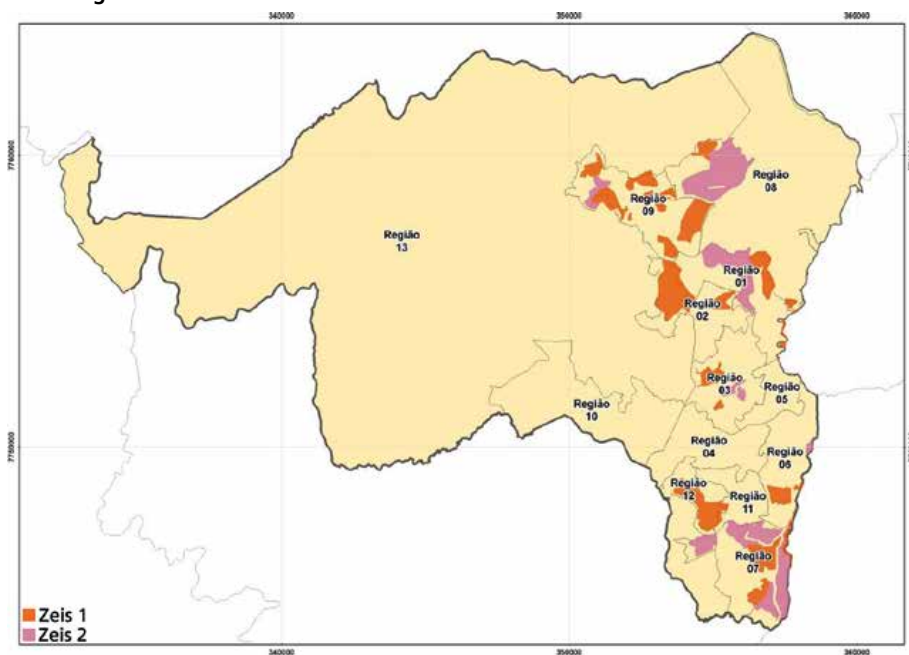 340000 350000 360000
7760000
Região
08
Região
09
Região
13
Região
01
Região
02
Região
03
Região
05
Região
10
7750000
Região
04
Região
06
Região
12
Região
11
Região
07
Zeis 1
Zeis 2
340000 350000 360000